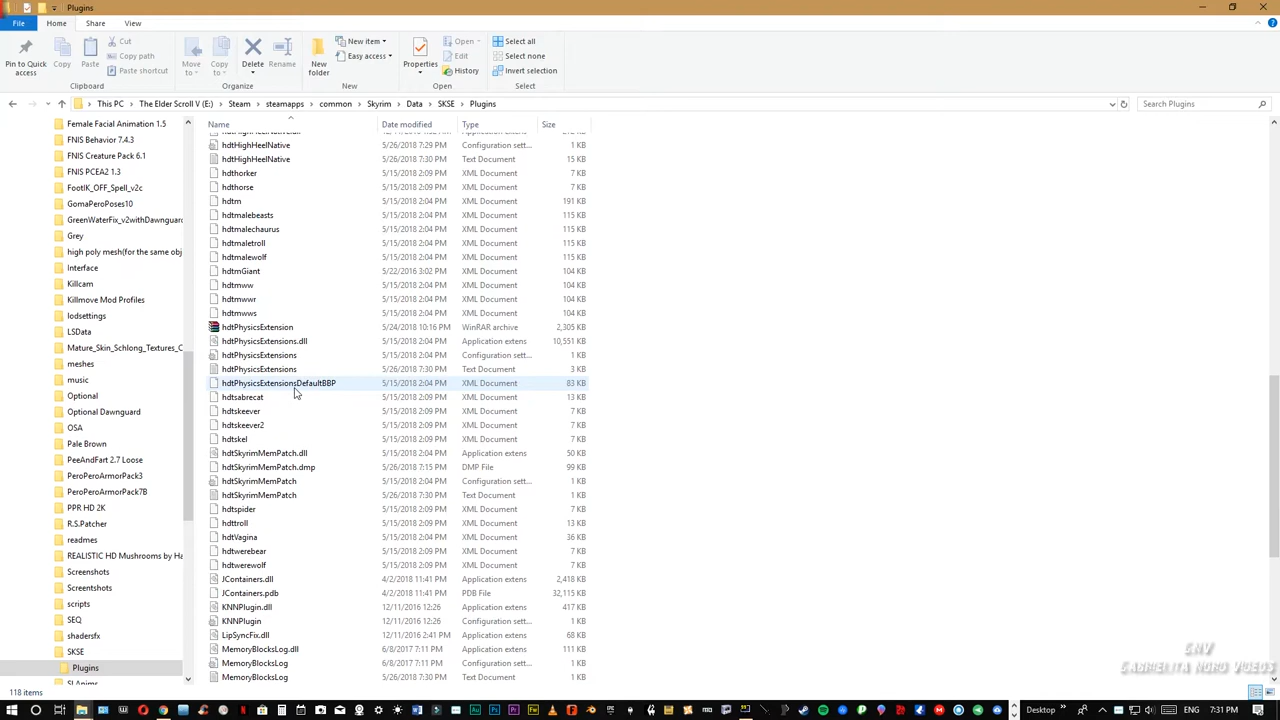 Plugins
File Home Share View
Pin to Quick access
Copy
Paste
Cut
Copy path
Paste shortcut
Clipboard
Move to
Copy to
Delete
Rename
Organize
New folder
New item
Easy access
New
Properties
Open
Edit
History
Open
Select all
Select none
Invert selection
Select
This PC > The Elder Scroll V (E:) > Steam > steamapps > common > Skyrim > Data > SKSE > Plugins
Search Plugins
Female Facial Animation 1.5
FNIS Behavior 7.4.3
FNIS Creature Pack 6.1
FNIS PCEA2 1.3
FootIK_OFF_Spell_v2c
GomaPeroPoses10
GreenWaterFix_v2withDawnguard
Grey
high poly mesh(for the same obj
Interface
Killcam
Killmove Mod Profiles
lodsettings
LSData
Mature_Skin_Schlong_Textures_C
meshes
music
Optional
Optional Dawnguard
OSA
Pale Brown
PeeAndFart 2.7 Loose
PeroPeroArmorPack3
PeroPeroArmorPack7B
PPR HD 2K
R.S.Patcher
readmes
REALISTIC HD Mushrooms by Ha
Screenshots
Screetshots
scripts
SEQ
shadersfx
SKSE
Plugins
SLAnims
Name Date modified Type Size
hdtHighHeelNative 5/26/2018 7:29 PM Configuration sett... 1 KB
hdtHighHeelNative 5/26/2018 7:30 PM Text Document 15 KB
hdthorker 5/15/2018 2:09 PM XML Document 7 KB
hdthorse 5/15/2018 2:09 PM XML Document 7 KB
hdtm 5/15/2018 2:04 PM XML Document 191 KB
hdtmalebeasts 5/15/2018 2:04 PM XML Document 115 KB
hdtmalechaurus 5/15/2018 2:04 PM XML Document 115 KB
hdtmaletroll 5/15/2018 2:04 PM XML Document 115 KB
hdtmalewolf 5/15/2018 2:04 PM XML Document 115 KB
hdtmGiant 5/22/2016 3:02 PM XML Document 104 KB
hdtmww 5/15/2018 2:04 PM XML Document 104 KB
hdtmwwr 5/15/2018 2:04 PM XML Document 104 KB
hdtmwws 5/15/2018 2:04 PM XML Document 104 KB
hdtPhysicsExtension 5/24/2018 10:16 PM WinRAR archive 2,305 KB
hdtPhysicsExtensions.dll 5/15/2018 2:04 PM Application extens 10,551 KB
hdtPhysicsExtensions 5/15/2018 2:04 PM Configuration sett... 1 KB
hdtPhysicsExtensions 5/26/2018 7:30 PM Text Document 3 KB
hdtPhysicsExtensionsDefaultBBP 5/15/2018 2:04 PM XML Document 83 KB
hdtsabrecat 5/15/2018 2:09 PM XML Document 13 KB
hdtskeever 5/15/2018 2:09 PM XML Document 7 KB
hdtskeever2 5/15/2018 2:09 PM XML Document 7 KB
hdtskel 5/15/2018 2:09 PM XML Document 7 KB
hdtSkyrimMemPatch.dll 5/15/2018 2:04 PM Application extens 50 KB
hdtSkyrimMemPatch.dmp 5/26/2018 7:15 PM DMP File 99 KB
hdtSkyrimMemPatch 5/15/2018 2:04 PM Configuration sett... 1 KB
hdtSkyrimMemPatch 5/26/2018 7:30 PM Text Document 1 KB
hdtspider 5/15/2018 2:09 PM XML Document 7 KB
hdttroll 5/15/2018 2:09 PM XML Document 13 KB
hdtVagina 5/15/2018 2:04 PM XML Document 36 KB
hdtwerebear 5/15/2018 2:09 PM XML Document 7 KB
hdtwerewolf 5/15/2018 2:09 PM XML Document 7 KB
JContainers.dll 4/2/2018 11:41 PM Application extens 2,418 KB
JContainers.pdb 4/2/2018 11:41 PM PDB File 32,115 KB
KNNPlugin.dll 12/11/2016 12:26 Application extens 417 KB
KNNPlugin 12/11/2016 12:26 Configuration sett... 1 KB
LipSyncFix.dll 12/11/2016 2:41 PM Application extens 68 KB
MemoryBlocksLog.dll 6/8/2017 7:11 PM Application extens 111 KB
MemoryBlocksLog 6/8/2017 7:11 PM Configuration sett... 1 KB
MemoryBlocksLog 5/26/2018 7:30 PM Text Document 1 KB
118 items
GNV
GABRIELITA NORD VIDEOS
Desktop
ENG 7:31 PM